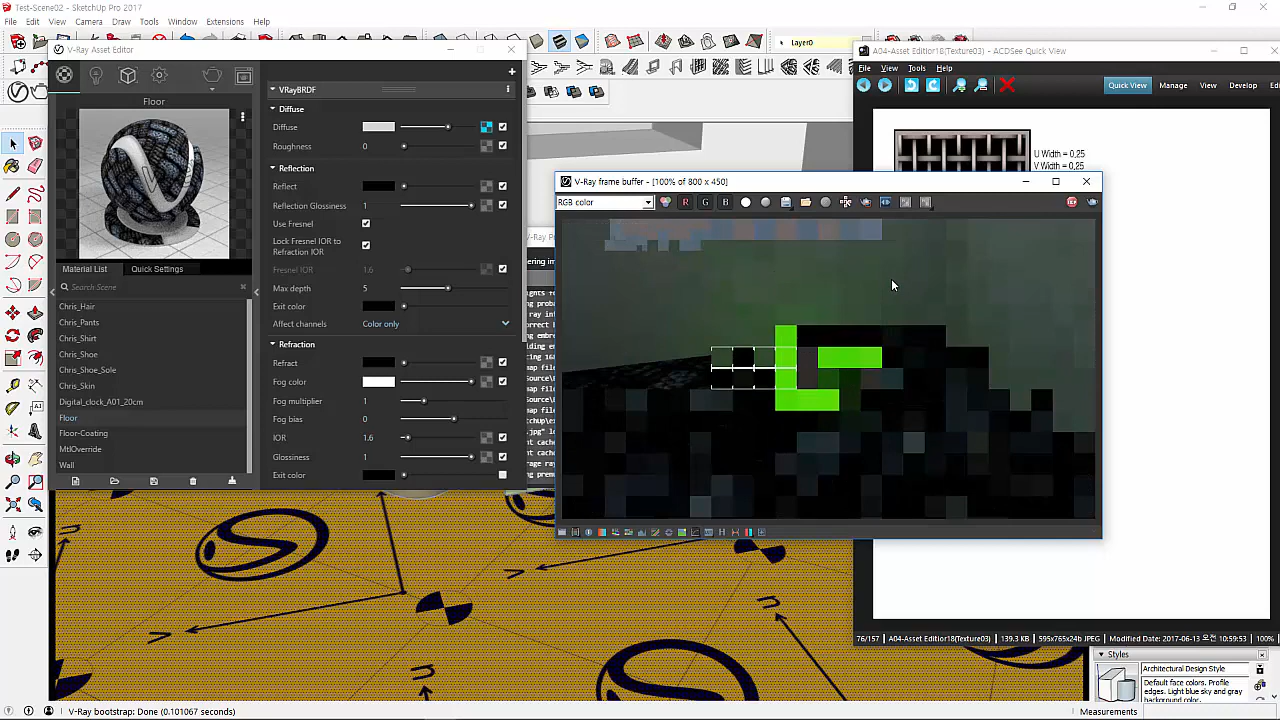 Test-Scene02 - SketchUp Pro 2017
File Edit View Camera Draw Tools Window Extensions Help
Layer0
V-Ray Asset Editor
Floor
Material List Quick Settings
Search Scene
Chris_Hair
Chris_Pants
Chris_Shirt
Chris_Shoe
Chris_Shoe_Sole
Chris_Skin
Digital_clock_A01_20cm
Floor
Floor-Coating
MtlOverride
Wall
VRayBRDF
Diffuse
Diffuse
Roughness 0
Reflection
Reflect
Reflection Glossiness 1
Use Fresnel
Lock Fresnel IOR to
Refraction IOR
Fresnel IOR 1.6
Max depth 5
Exit color
Affect channels Color only
Refraction
Refract
Fog color
Fog multiplier 1
Fog bias 0
IOR 1.6
Glossiness 1
Exit color
V-Ray frame buffer - [100% of 800 x 450]
RGB color
R G B
A04-Asset Editior18(Texture03) - ACDSee Quick View
File View Tools Help
Quick View Manage View Develop
U Width = 0,25
V Width = 0,25
76/157 A04-Asset Editior18(Texture03) 139.3 KB 595x765x24b JPEG Modified Date: 2017-06-13 오전 10:59:53 100%
Styles
Architectural Design Style
Default face colors. Profile
edges. Light blue sky and
gray background color.
V-Ray bootstrap: Done (0.101067 seconds)
Measurements